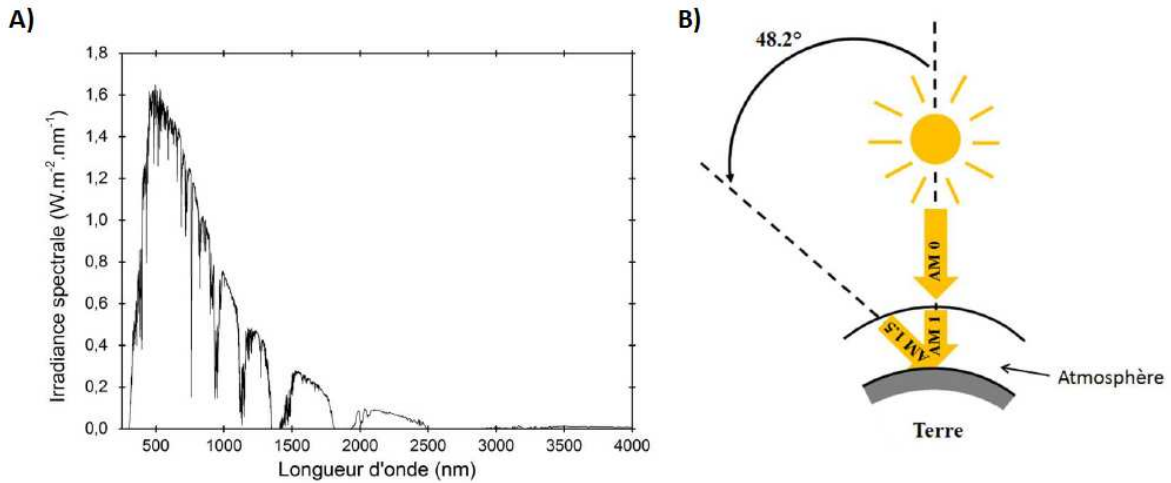 A)
Irradiance spectrale (W.m-2.nm-1)
1,8
1,6
1,4
1,2
1,0
0,8
0,6
0,4
0,2
0,0
500 1000 1500 2000 2500 3000 3500 4000
Longueur d'onde (nm)
B)
48.2°
AM 0
AM 1
AM 1.5
Atmosphère
Terre